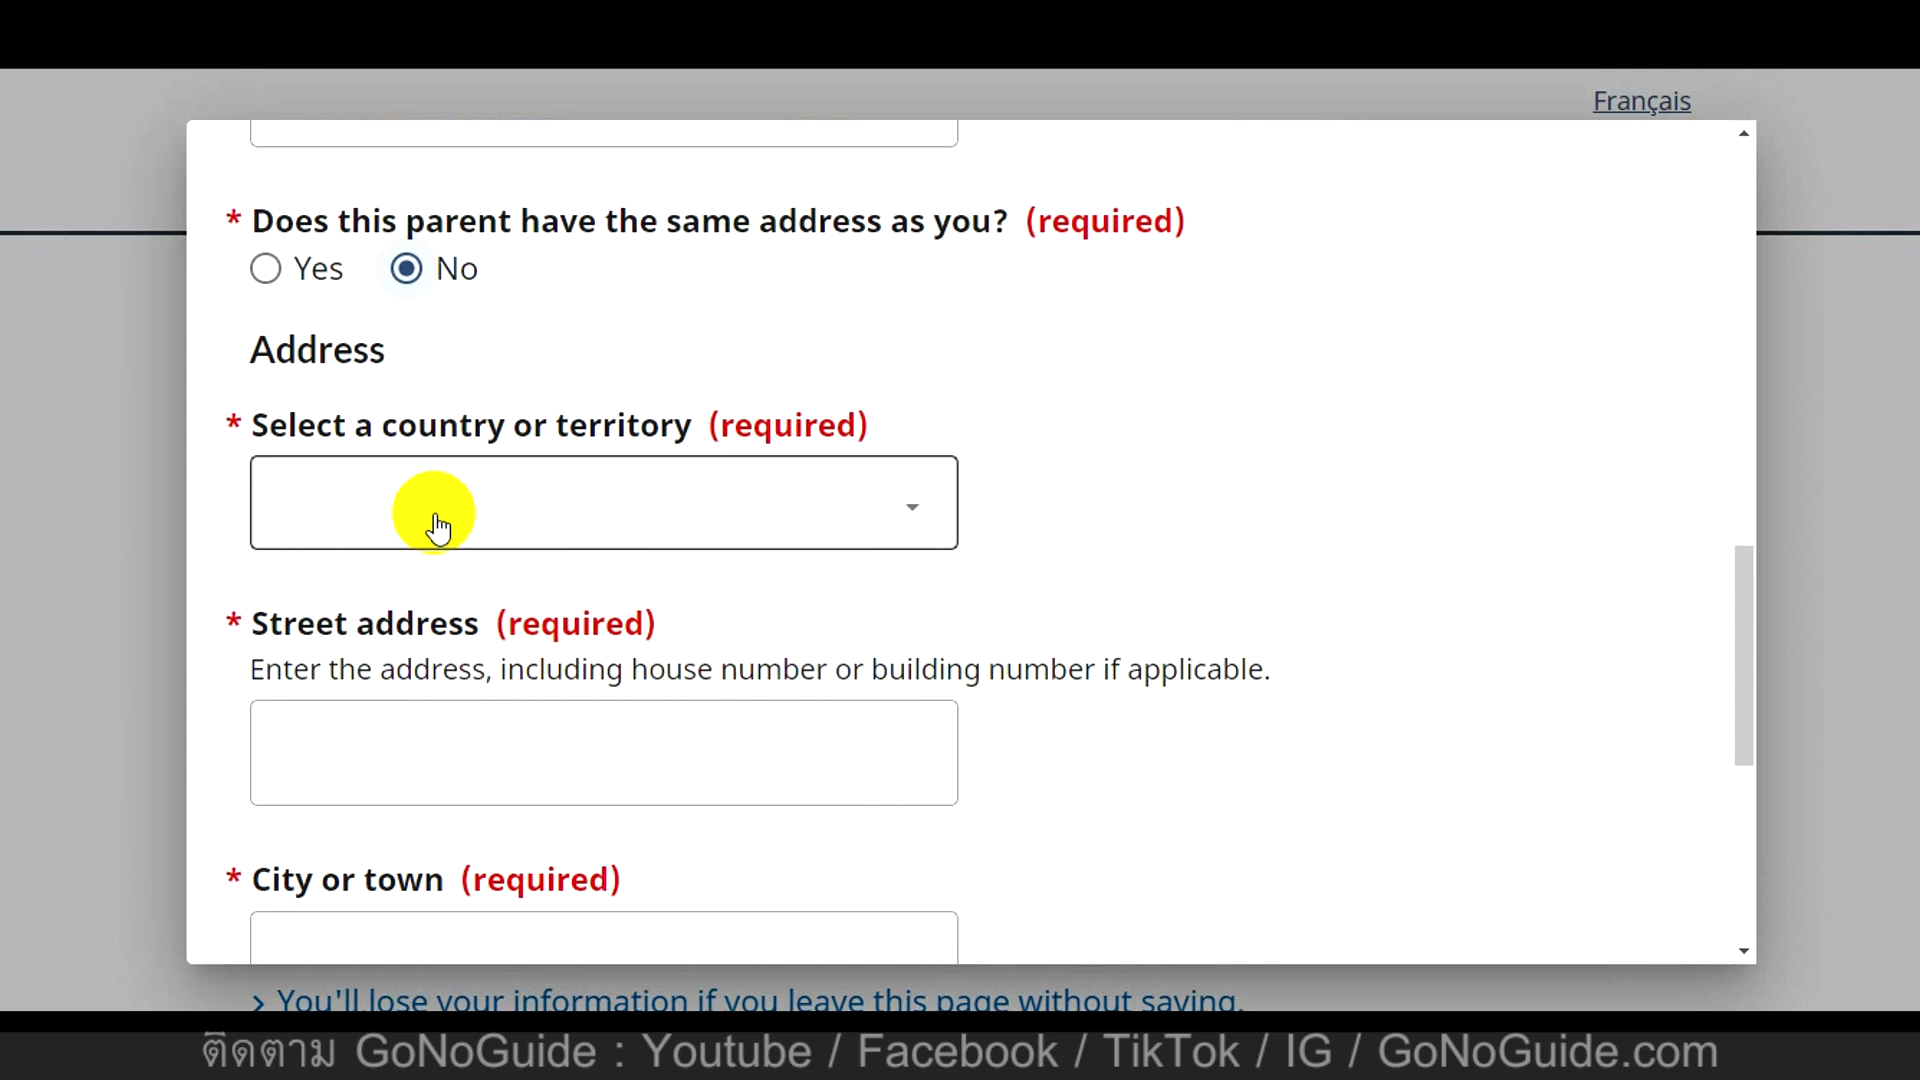 Français
* Does this parent have the same address as you? (required)
Yes No
Address
* Select a country or territory (required)
* Street address (required)
Enter the address, including house number or building number if applicable.
* City or town (required)
> You'll lose your information if you leave this page without saving.
ติดตาม GoNoGuide : Youtube / Facebook / TikTok / IG / GoNoGuide.com